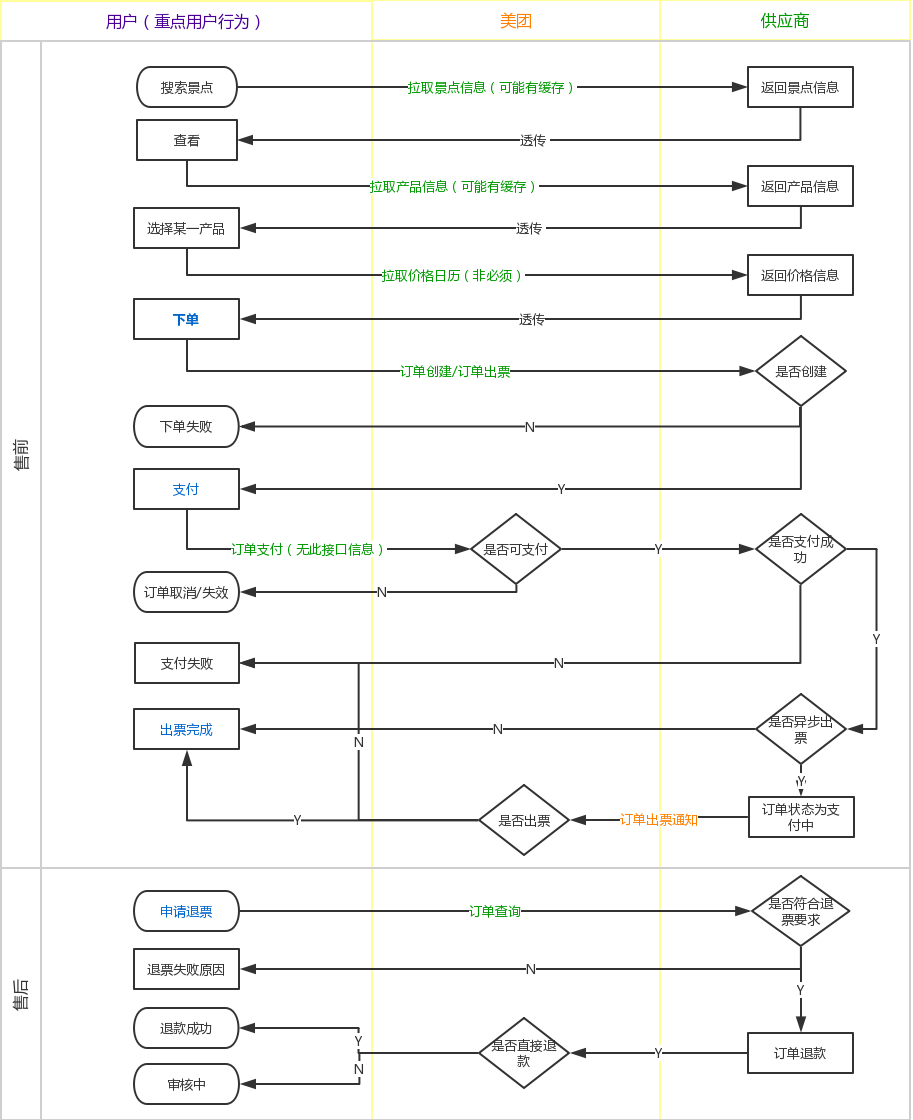 用户（重点用户行为）
美团
供应商
售前
搜索景点
拉取景点信息（可能有缓存）
返回景点信息
查看
透传
拉取产品信息（可能有缓存）
返回产品信息
选择某一产品
透传
拉取价格日历（非必须）
返回价格信息
下单
透传
订单创建/订单出票
是否创建
下单失败
N
支付
Y
订单支付（无此接口信息）
是否可支付
Y
是否支付成
功
订单取消/失效
N
Y
支付失败
N
出票完成
N
是否异步出
票
N
Y
订单状态为支
付中
Y
是否出票
订单出票通知
售后
申请退票
订单查询
是否符合退
票要求
退票失败原因
N
Y
退款成功
Y
是否直接退
款
Y
订单退款
N
审核中